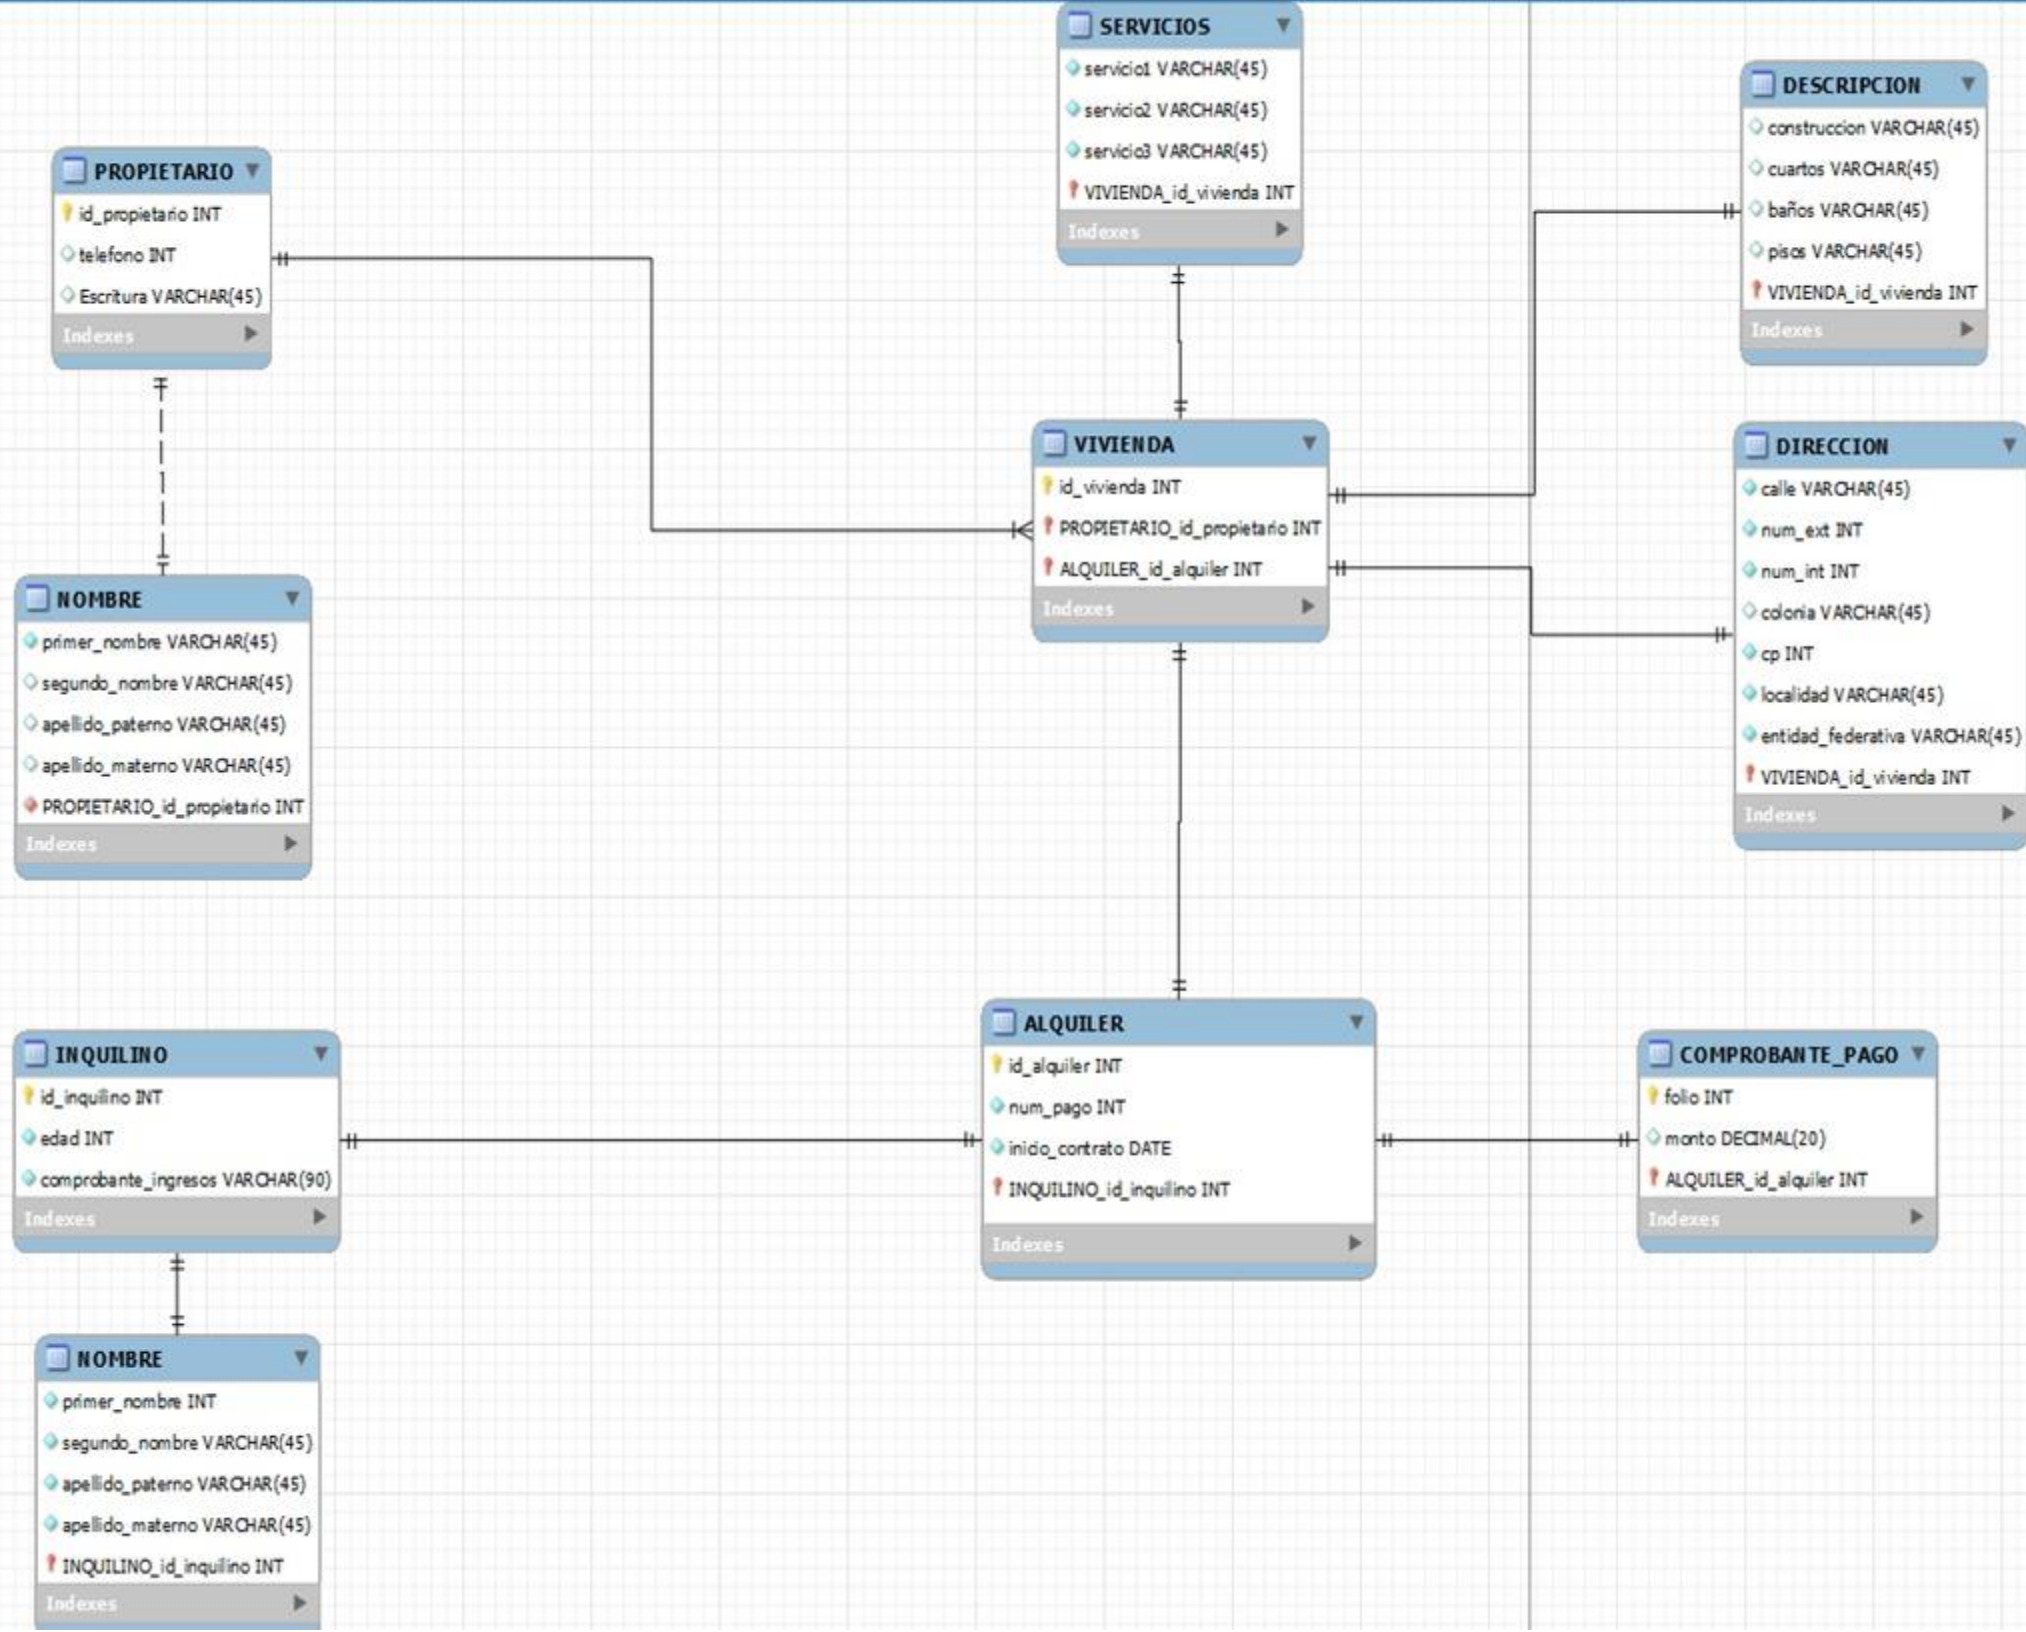 SERVICIOS
servicio1 VARCHAR(45)
servicio2 VARCHAR(45)
servicio3 VARCHAR(45)
VIVIENDA_id_vivienda INT
Indexes
DESCRIPCION
construccion VARCHAR(45)
cuartos VARCHAR(45)
baños VARCHAR(45)
pisos VARCHAR(45)
VIVIENDA_id_vivienda INT
Indexes
PROPIETARIO
id_propietario INT
telefono INT
Escritura VARCHAR(45)
Indexes
VIVIENDA
id_vivienda INT
PROPIETARIO_id_propietario INT
ALQUILER_id_alquiler INT
Indexes
DIRECCION
calle VARCHAR(45)
num_ext INT
num_int INT
colonia VARCHAR(45)
cp INT
localidad VARCHAR(45)
entidad_federativa VARCHAR(45)
VIVIENDA_id_vivienda INT
Indexes
NOMBRE
primer_nombre VARCHAR(45)
segundo_nombre VARCHAR(45)
apellido_paterno VARCHAR(45)
apellido_materno VARCHAR(45)
PROPIETARIO_id_propietario INT
Indexes
INQUILINO
id_inquilino INT
edad INT
comprobante_ingresos VARCHAR(90)
Indexes
ALQUILER
id_alquiler INT
num_pago INT
inicio_contrato DATE
INQUILINO_id_inquilino INT
Indexes
COMPROBANTE_PAGO
folio INT
monto DECIMAL(20)
ALQUILER_id_alquiler INT
Indexes
NOMBRE
primer_nombre INT
segundo_nombre VARCHAR(45)
apellido_paterno VARCHAR(45)
apellido_materno VARCHAR(45)
INQUILINO_id_inquilino INT
Indexes